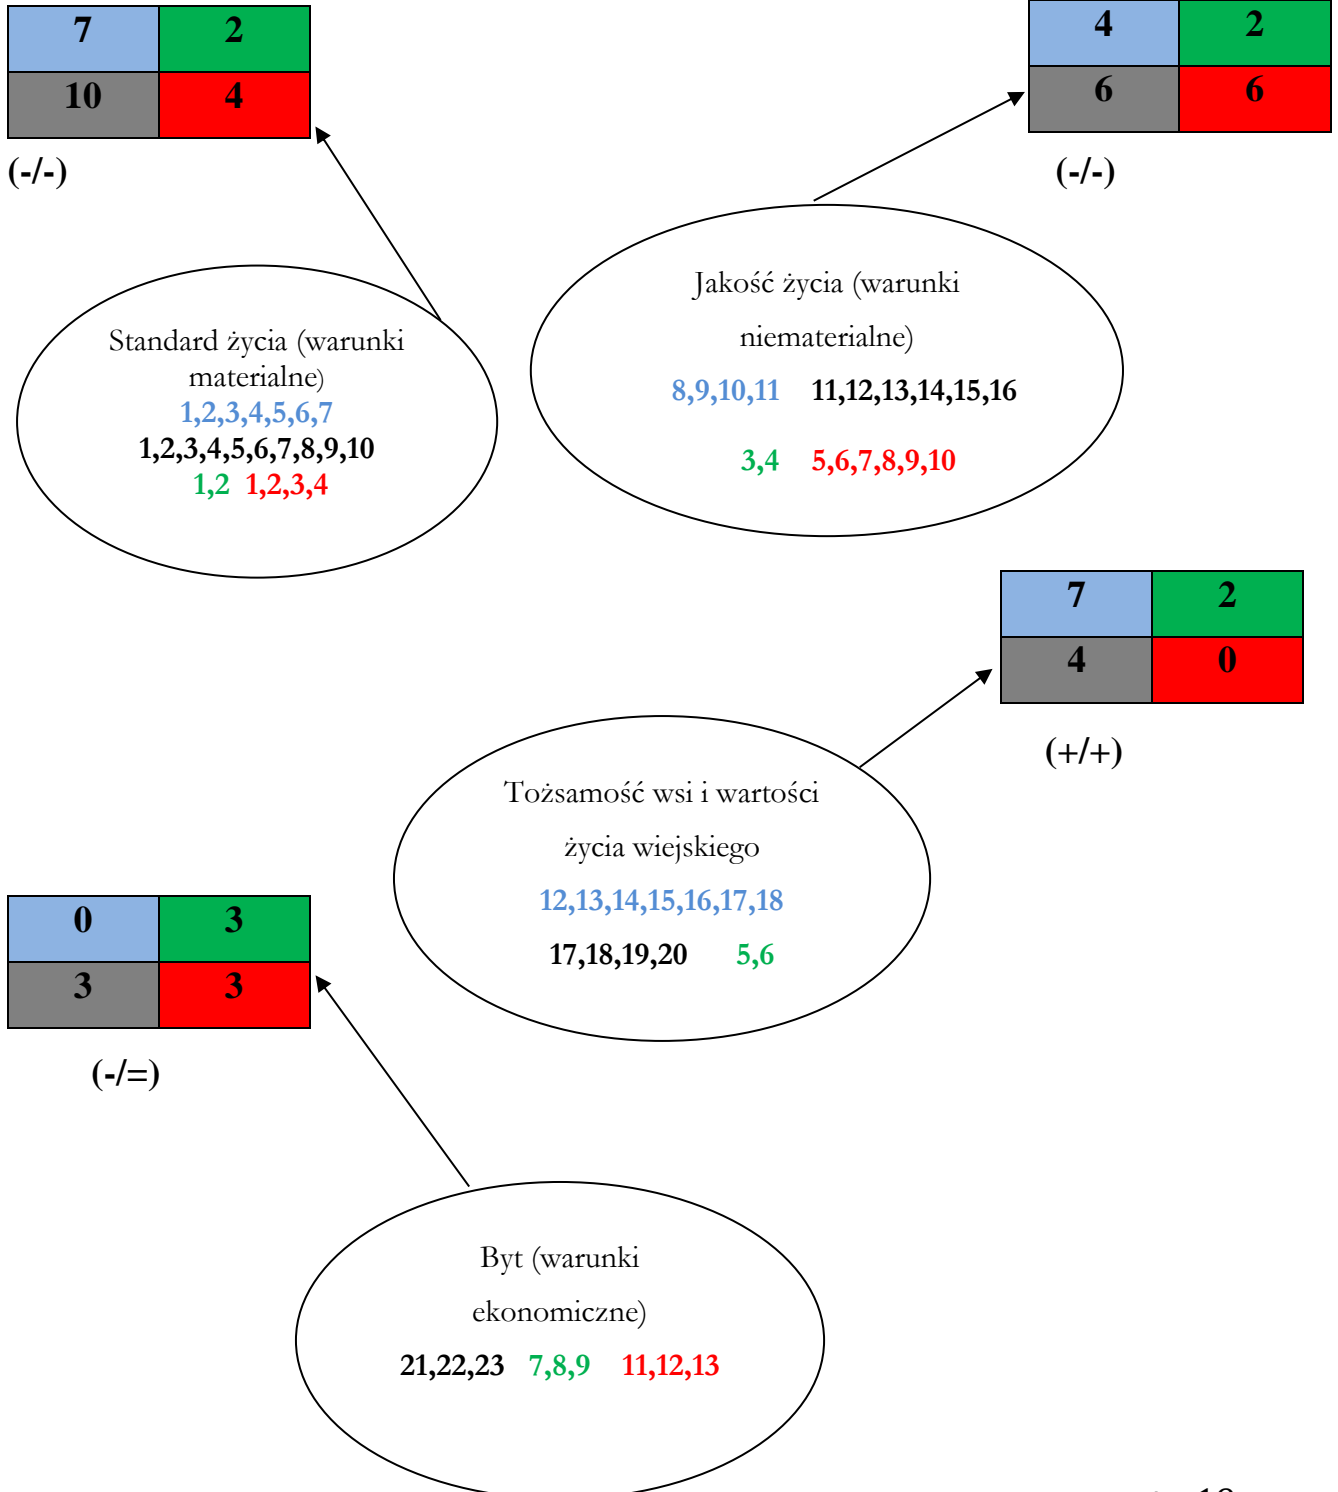 7 2
10 4
(-/-)
4 2
6 6
(-/-)
Standard życia (warunki
materialne)
1,2,3,4,5,6,7
1,2,3,4,5,6,7,8,9,10
1,2 1,2,3,4
Jakość życia (warunki
niematerialne)
8,9,10,11 11,12,13,14,15,16
3,4 5,6,7,8,9,10
7 2
4 0
(+/+)
Tożsamość wsi i wartości
życia wiejskiego
12,13,14,15,16,17,18
17,18,19,20 5,6
0 3
3 3
(-/=)
Byt (warunki
ekonomiczne)
21,22,23 7,8,9 11,12,13